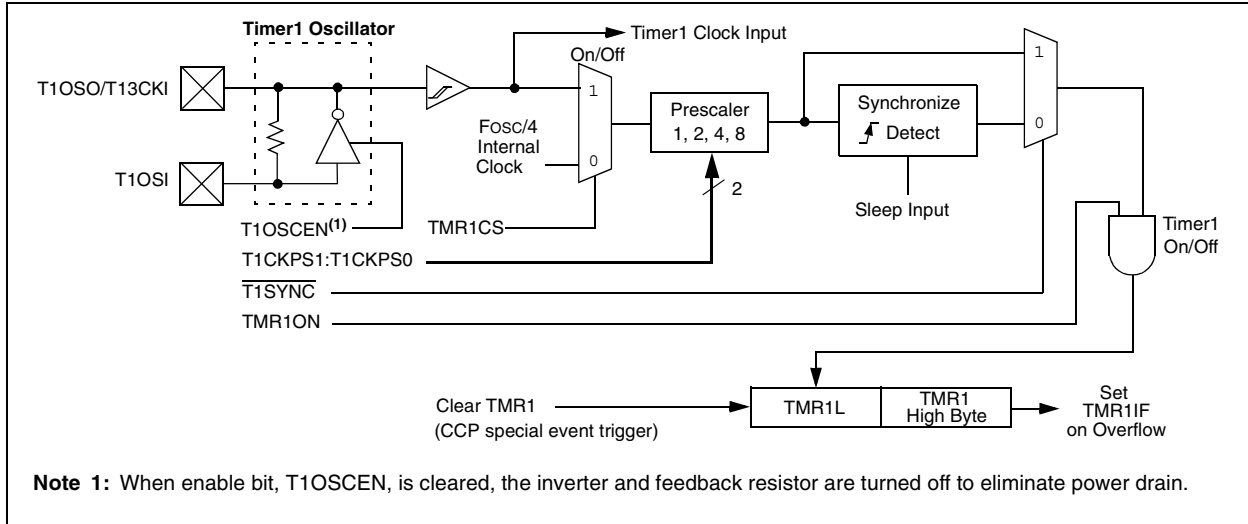 Timer1 Oscillator
Timer1 Clock Input
On/Off
T1OSO/T13CKI
1
1
Prescaler
1, 2, 4, 8
Synchronize
Detect
FOSC/4
Internal
Clock
0
0
T1OSI
2
Sleep Input
T1OSCEN(1)
TMR1CS
Timer1
On/Off
T1CKPS1:T1CKPS0
T1SYNC
TMR1ON
Clear TMR1
(CCP special event trigger)
TMR1L
TMR1
High Byte
Set
TMR1IF
on Overflow
Note 1: When enable bit, T1OSCEN, is cleared, the inverter and feedback resistor are turned off to eliminate power drain.